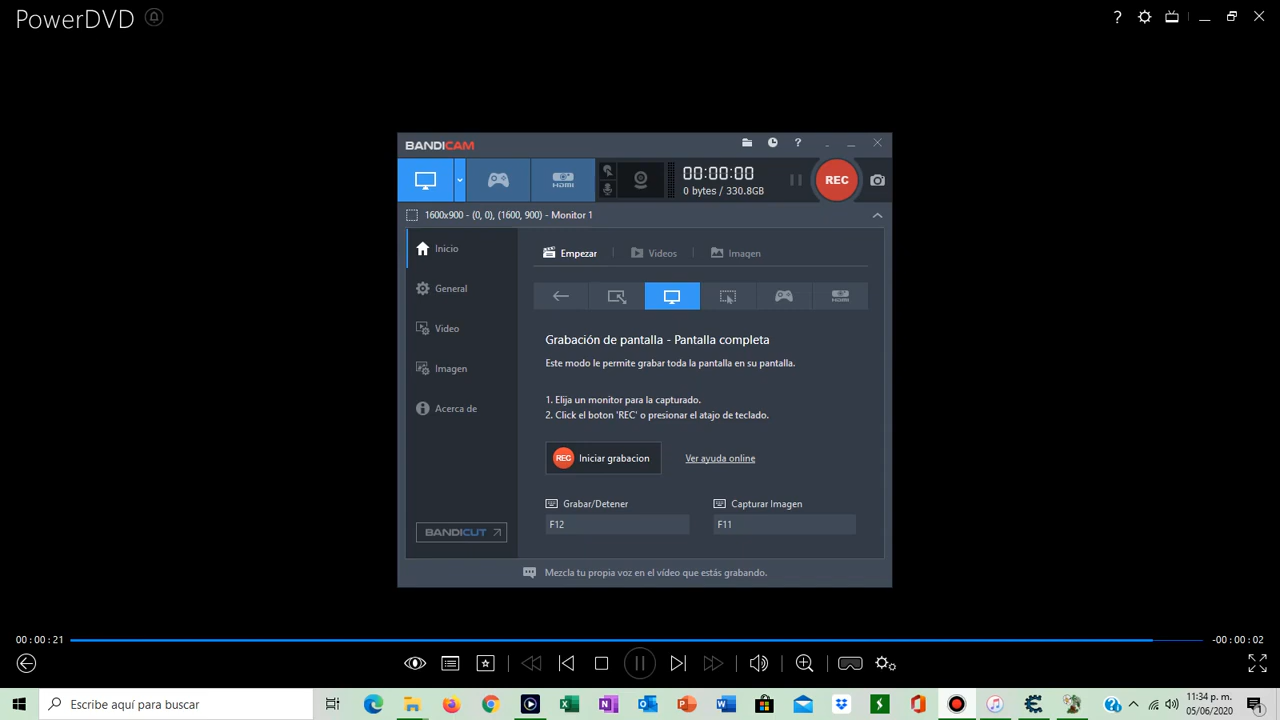 PowerDVD
?
BANDICAM
?
HDMI
00:00:00
0 bytes / 330.8GB
REC
1600x900 - (0, 0), (1600, 900) - Monitor 1
Inicio
General
Video
Imagen
Acerca de
BANDICUT
Empezar
Videos
Imagen
HDMI
Grabación de pantalla - Pantalla completa
Este modo le permite grabar toda la pantalla en su pantalla.
1. Elija un monitor para la capturado.
2. Click el boton 'REC' o presionar el atajo de teclado.
REC Iniciar grabacion
Ver ayuda online
Grabar/Detener
F12
Capturar Imagen
F11
Mezcla tu propia voz en el vídeo que estás grabando.
00:00:21
-00:00:02
Escribe aquí para buscar
11:34 p. m.
05/06/2020
1